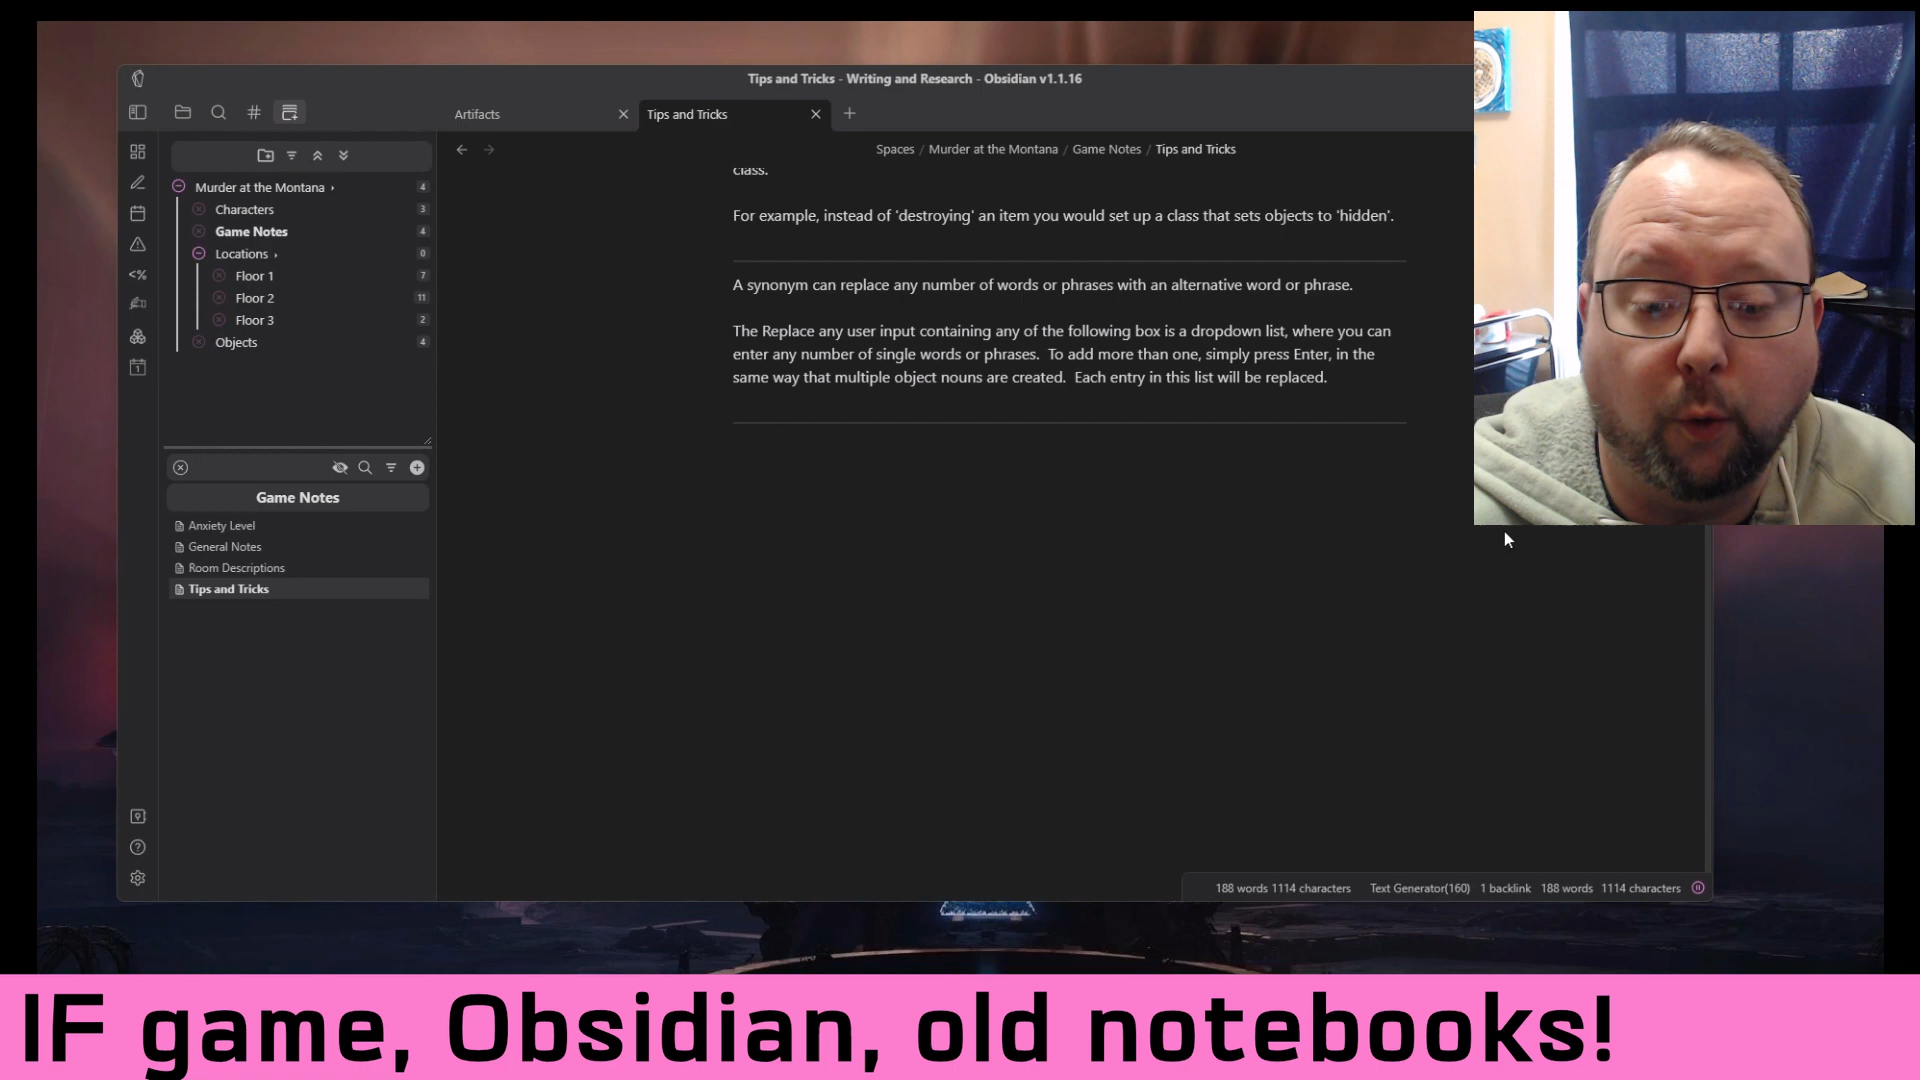 Tips and Tricks - Writing and Research - Obsidian v1.1.16
Artifacts
Tips and Tricks
Spaces / Murder at the Montana / Game Notes / Tips and Tricks
Murder at the Montana 4
Characters 3
Game Notes 4
Locations 0
Floor 1 7
Floor 2 11
Floor 3 2
Objects 4
Game Notes
Anxiety Level
General Notes
Room Descriptions
Tips and Tricks
class.
For example, instead of 'destroying' an item you would set up a class that sets objects to 'hidden'.
A synonym can replace any number of words or phrases with an alternative word or phrase.
The Replace any user input containing any of the following box is a dropdown list, where you can
enter any number of single words or phrases.  To add more than one, simply press Enter, in the
same way that multiple object nouns are created.  Each entry in this list will be replaced.
188 words 1114 characters Text Generator(160) 1 backlink 188 words 1114 characters
IF game, Obsidian, old notebooks!